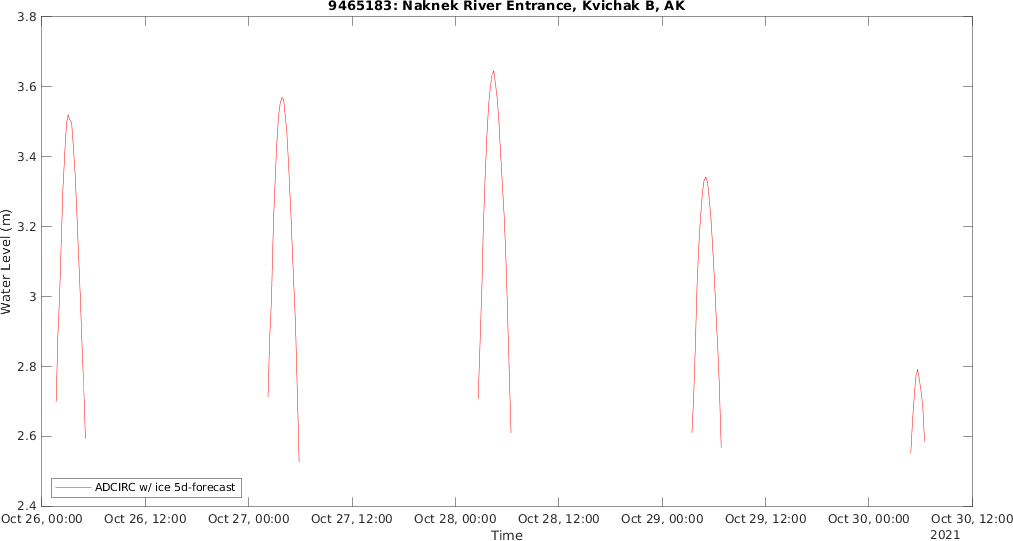 9465183: Naknek River Entrance, Kvichak B, AK
3.8
3.6
3.4
3.2
3
2.8
2.6
2.4
Water Level (m)
ADCIRC w/ ice 5d-forecast
Oct 26, 00:00 Oct 26, 12:00 Oct 27, 00:00 Oct 27, 12:00 Oct 28, 00:00 Oct 28, 12:00 Oct 29, 00:00 Oct 29, 12:00 Oct 30, 00:00 Oct 30, 12:00
Time
2021